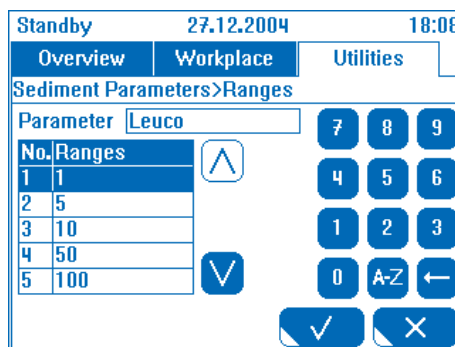 Standby 27.12.2004 18:08
Overview Workplace Utilities
Sediment Parameters>Ranges
Parameter Leuco
No. Ranges
1 1
2 5
3 10
4 50
5 100
7 8 9
4 5 6
1 2 3
0 A-Z